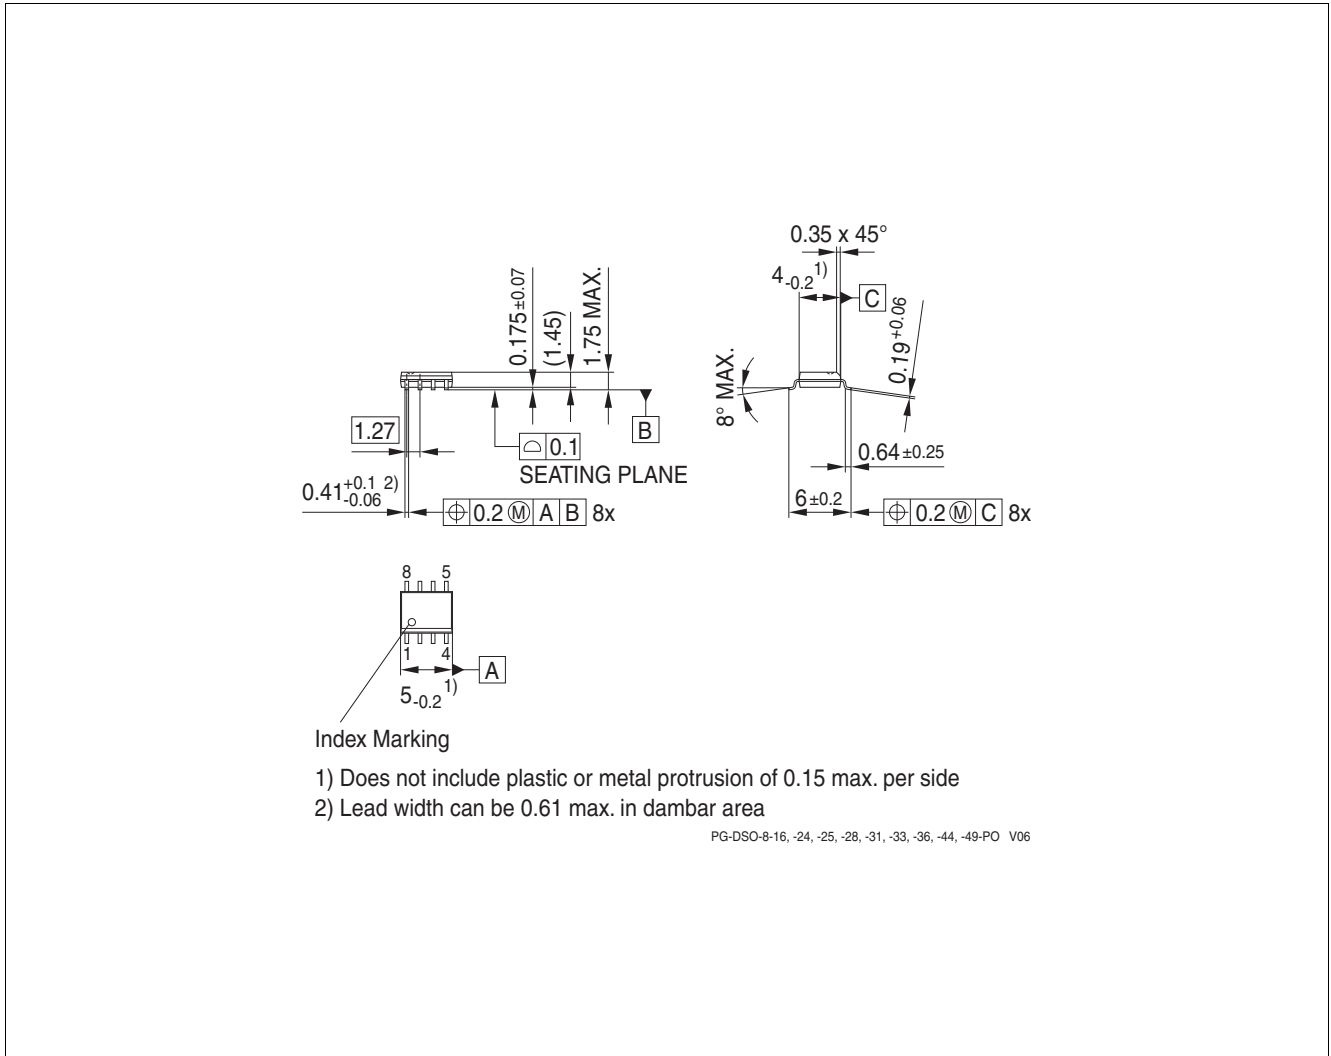 0.35 x 45°
4-0.2 1)
C
0.175±0.07
(1.45)
1.75 MAX.
0.19+0.06
8° MAX.
1.27
B
0.1
SEATING PLANE
0.64±0.25
0.41+0.1 2)
-0.06
⌖ 0.2 Ⓜ A B 8x
6±0.2
⌖ 0.2 Ⓜ C 8x
8 5
1 4
A
5-0.2 1)
Index Marking
1) Does not include plastic or metal protrusion of 0.15 max. per side
2) Lead width can be 0.61 max. in dambar area
PG-DSO-8-16, -24, -25, -28, -31, -33, -36, -44, -49-PO V06